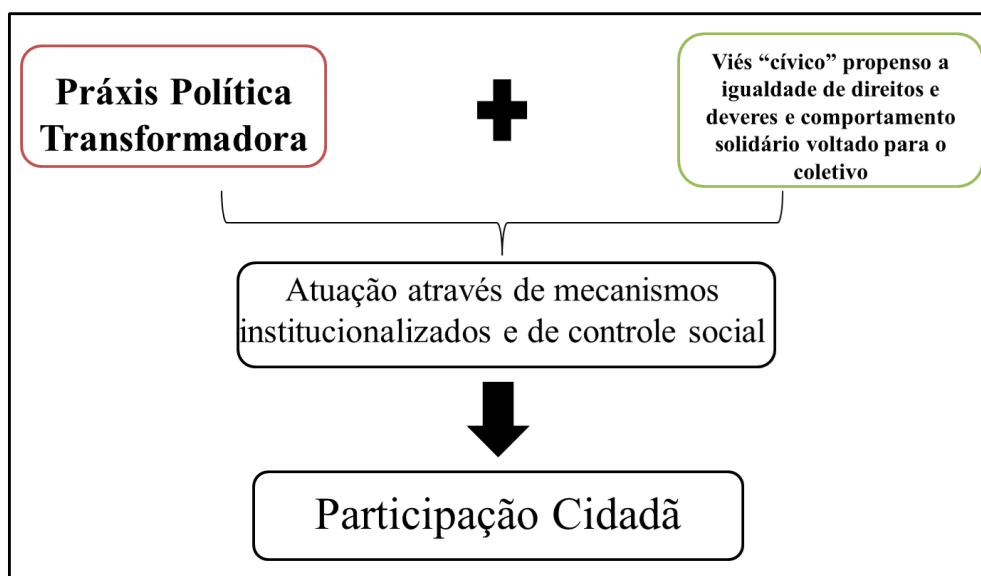 Práxis Política
Transformadora
Viés “cívico” propenso a
igualdade de direitos e
deveres e comportamento
solidário voltado para o
coletivo
Atuação através de mecanismos
institucionalizados e de controle social
Participação Cidadã